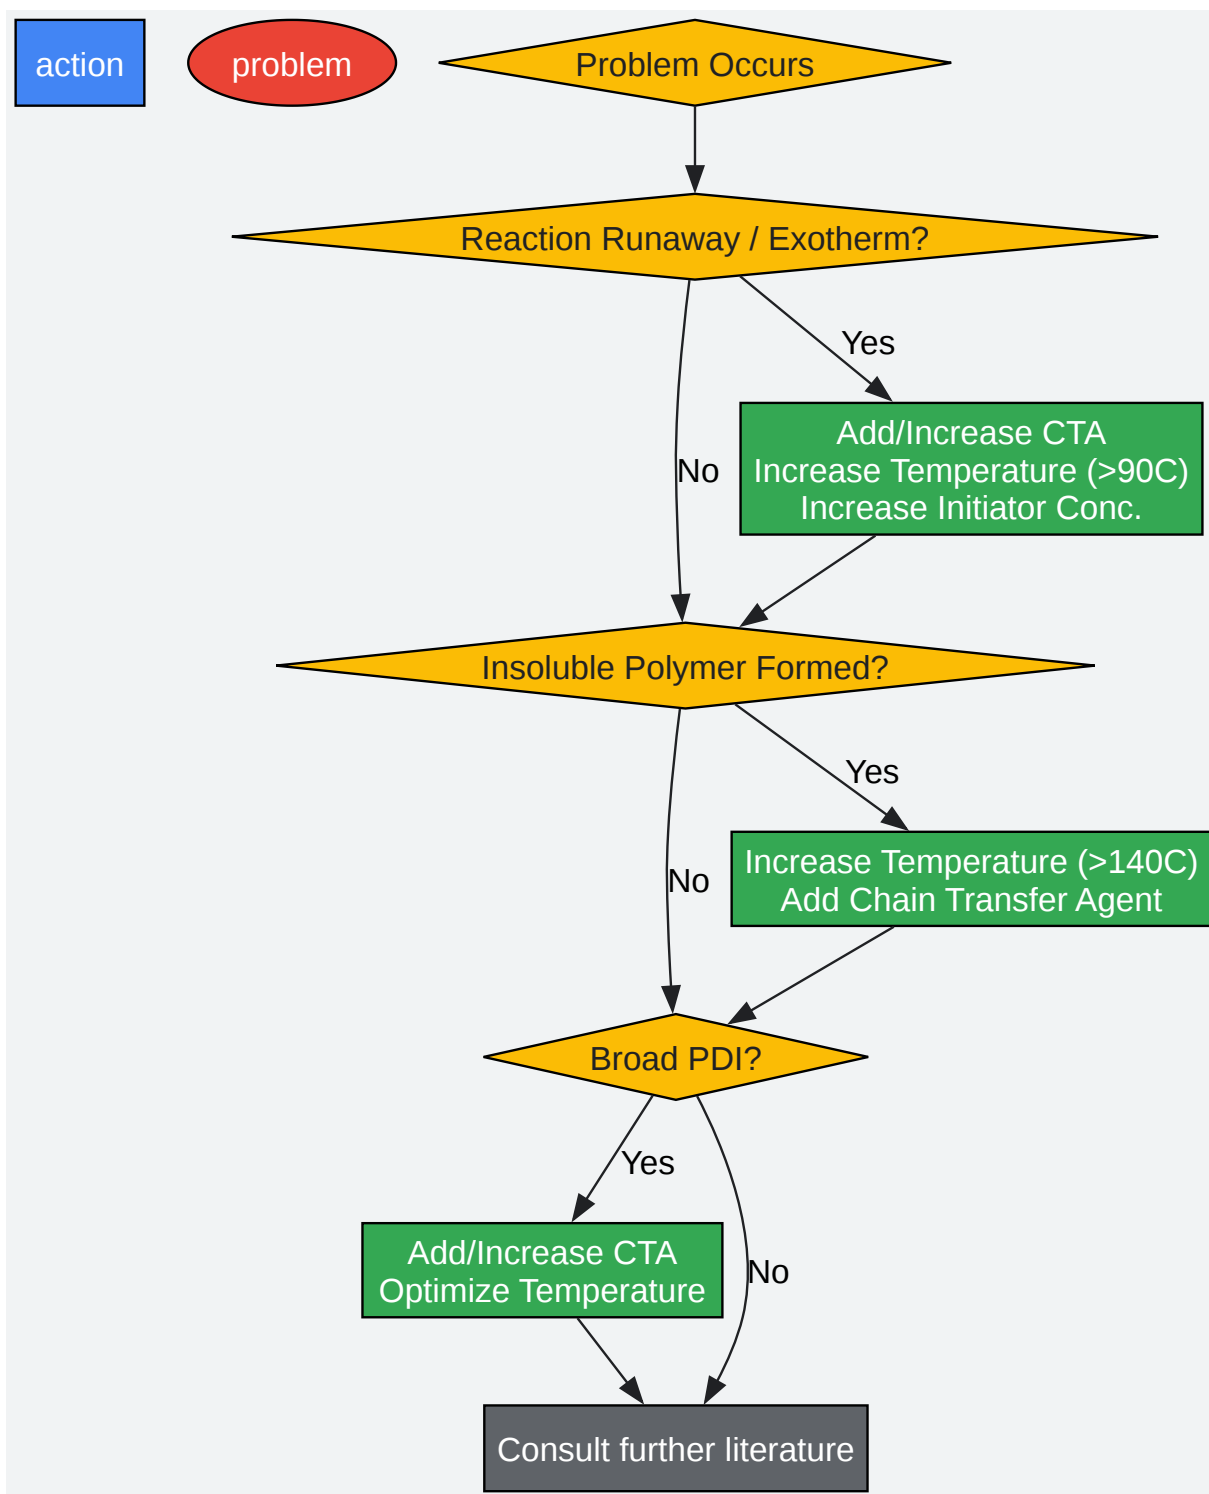 action
problem
Problem Occurs
Reaction Runaway / Exotherm?
Yes
Add/Increase CTA
Increase Temperature (>90C)
Increase Initiator Conc.
No
Insoluble Polymer Formed?
Yes
Increase Temperature (>140C)
Add Chain Transfer Agent
No
Broad PDI?
Yes
Add/Increase CTA
Optimize Temperature
No
Consult further literature